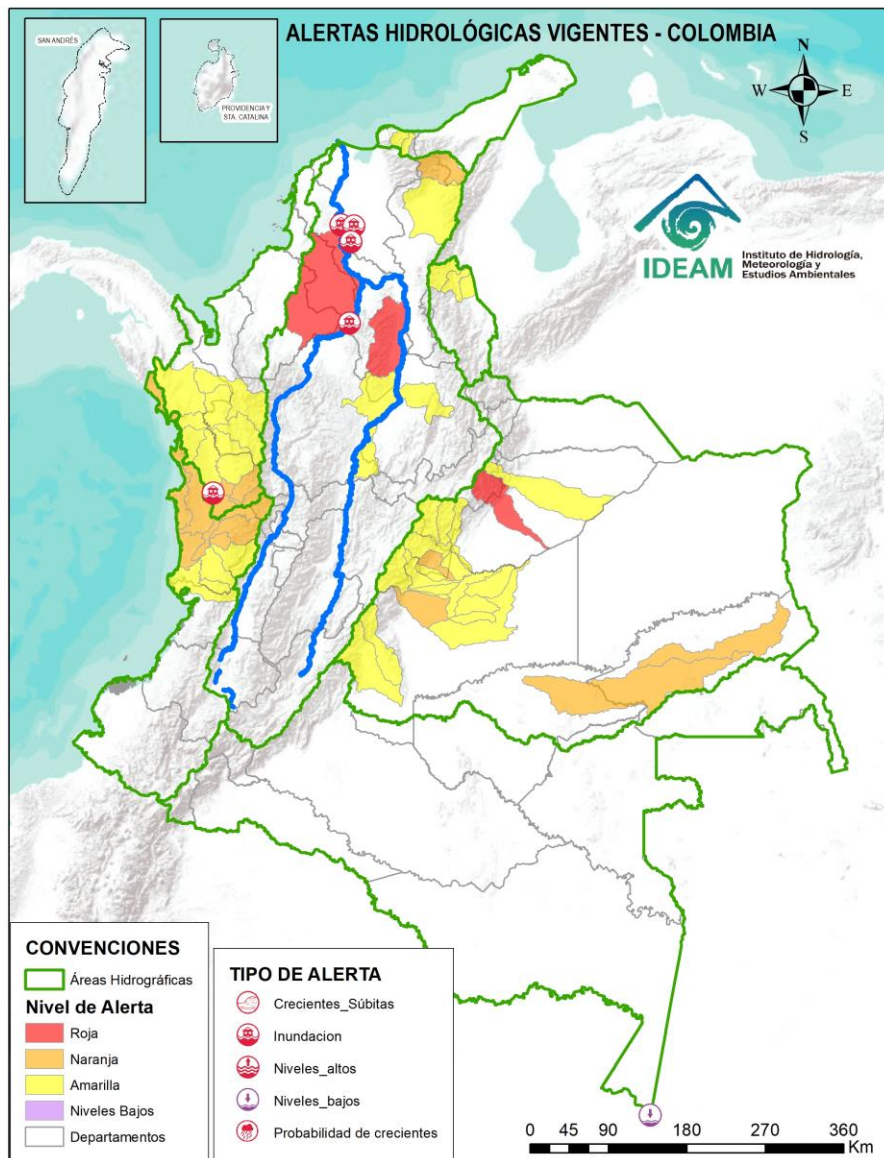 ALERTAS HIDROLÓGICAS VIGENTES - COLOMBIA
SAN ANDRÉS
PROVIDENCIA Y
STA. CATALINA
N
W
E
S
IDEAM
Instituto de Hidrología,
Meteorología y
Estudios Ambientales
CONVENCIONES
Áreas Hidrográficas
Nivel de Alerta
Roja
Naranja
Amarilla
Niveles Bajos
Departamentos
TIPO DE ALERTA
Crecientes_Súbitas
Inundacion
Niveles_altos
Niveles_bajos
Probabilidad de crecientes
0 45 90 180 270 360
Km